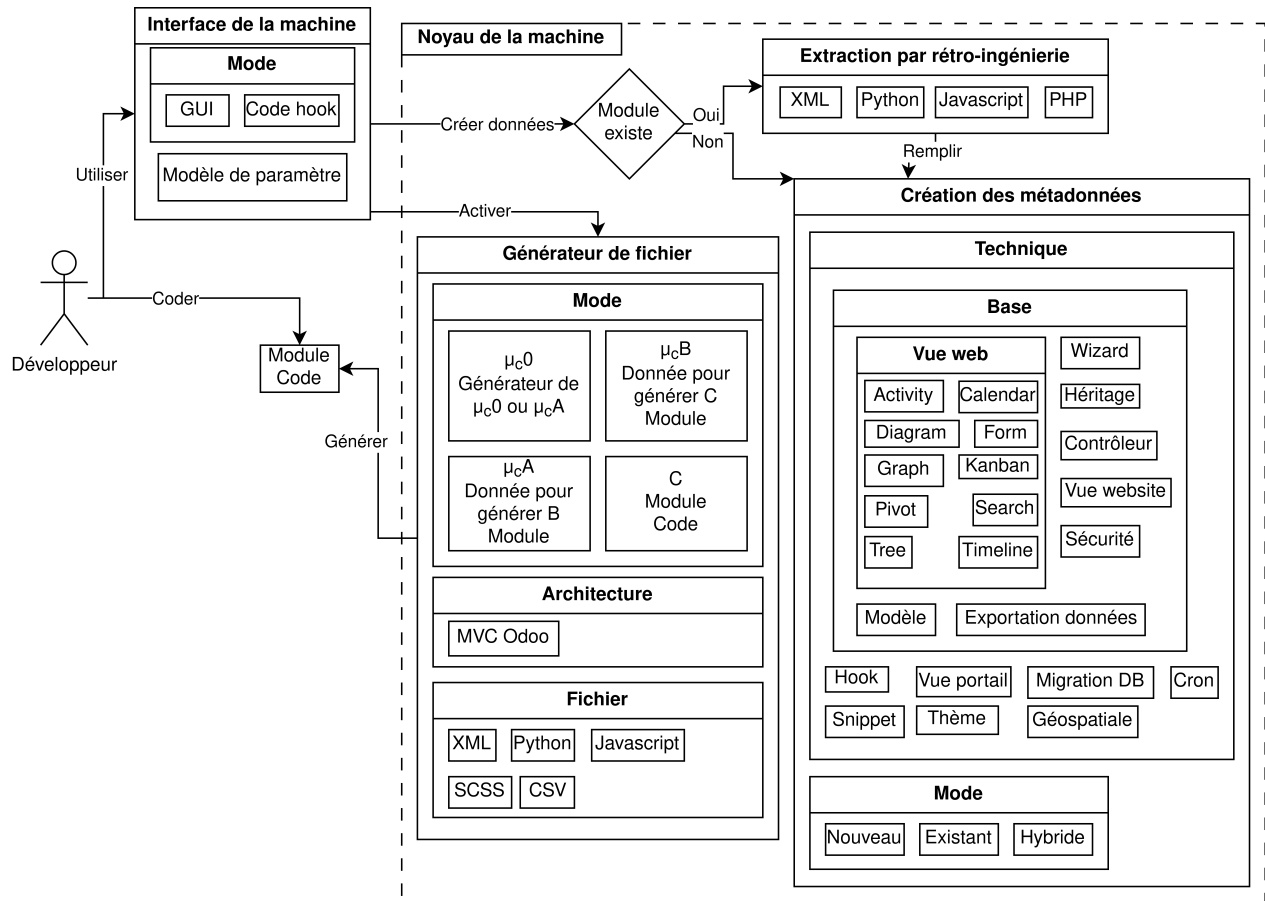 Interface de la machine
Mode
GUI
Code hook
Modèle de paramètre
Noyau de la machine
Créer données
Module
existe
Oui
Non
Extraction par rétro-ingénierie
XML
Python
Javascript
PHP
Remplir
Utiliser
Activer
Coder
Développeur
Module
Code
Générer
Générateur de fichier
Mode
μc0
Générateur de
μc0 ou μcA
μcB
Donnée pour
générer C
Module
μcA
Donnée pour
générer B
Module
C
Module
Code
Architecture
MVC Odoo
Fichier
XML
Python
Javascript
SCSS
CSV
Création des métadonnées
Technique
Base
Vue web
Activity
Calendar
Diagram
Form
Graph
Kanban
Pivot
Search
Tree
Timeline
Wizard
Héritage
Contrôleur
Vue website
Sécurité
Modèle
Exportation données
Hook
Vue portail
Migration DB
Cron
Snippet
Thème
Géospatiale
Mode
Nouveau
Existant
Hybride